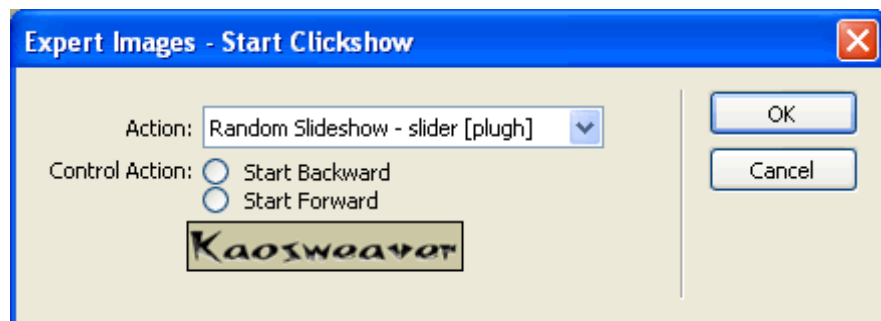 Expert Images - Start Clickshow
Action: Random Slideshow - slider [plugh]
OK
Control Action: Start Backward
Cancel
Start Forward
Kaosweaver